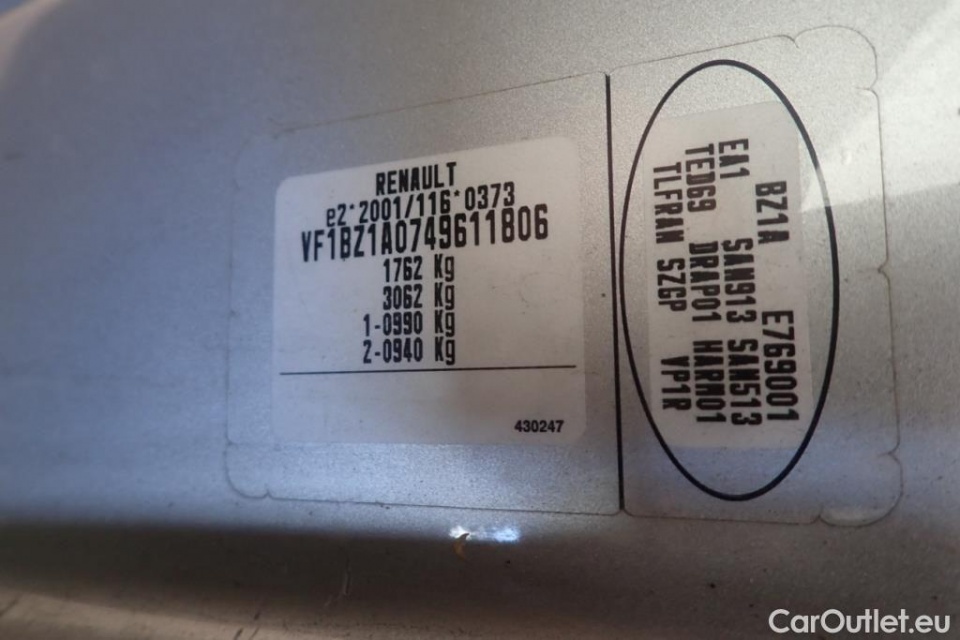 RENAULT
e2*2001/116*0373
VF1BZ1A0749611806
1762 Kg
3062 Kg
1-0990 Kg
2-0940 Kg
430247
BZ1A E769001
EA1 SAN913 SAN513
TED69 DRAP01 HARM01
TLFRAN SZGP VP1R
CarOutlet.eu